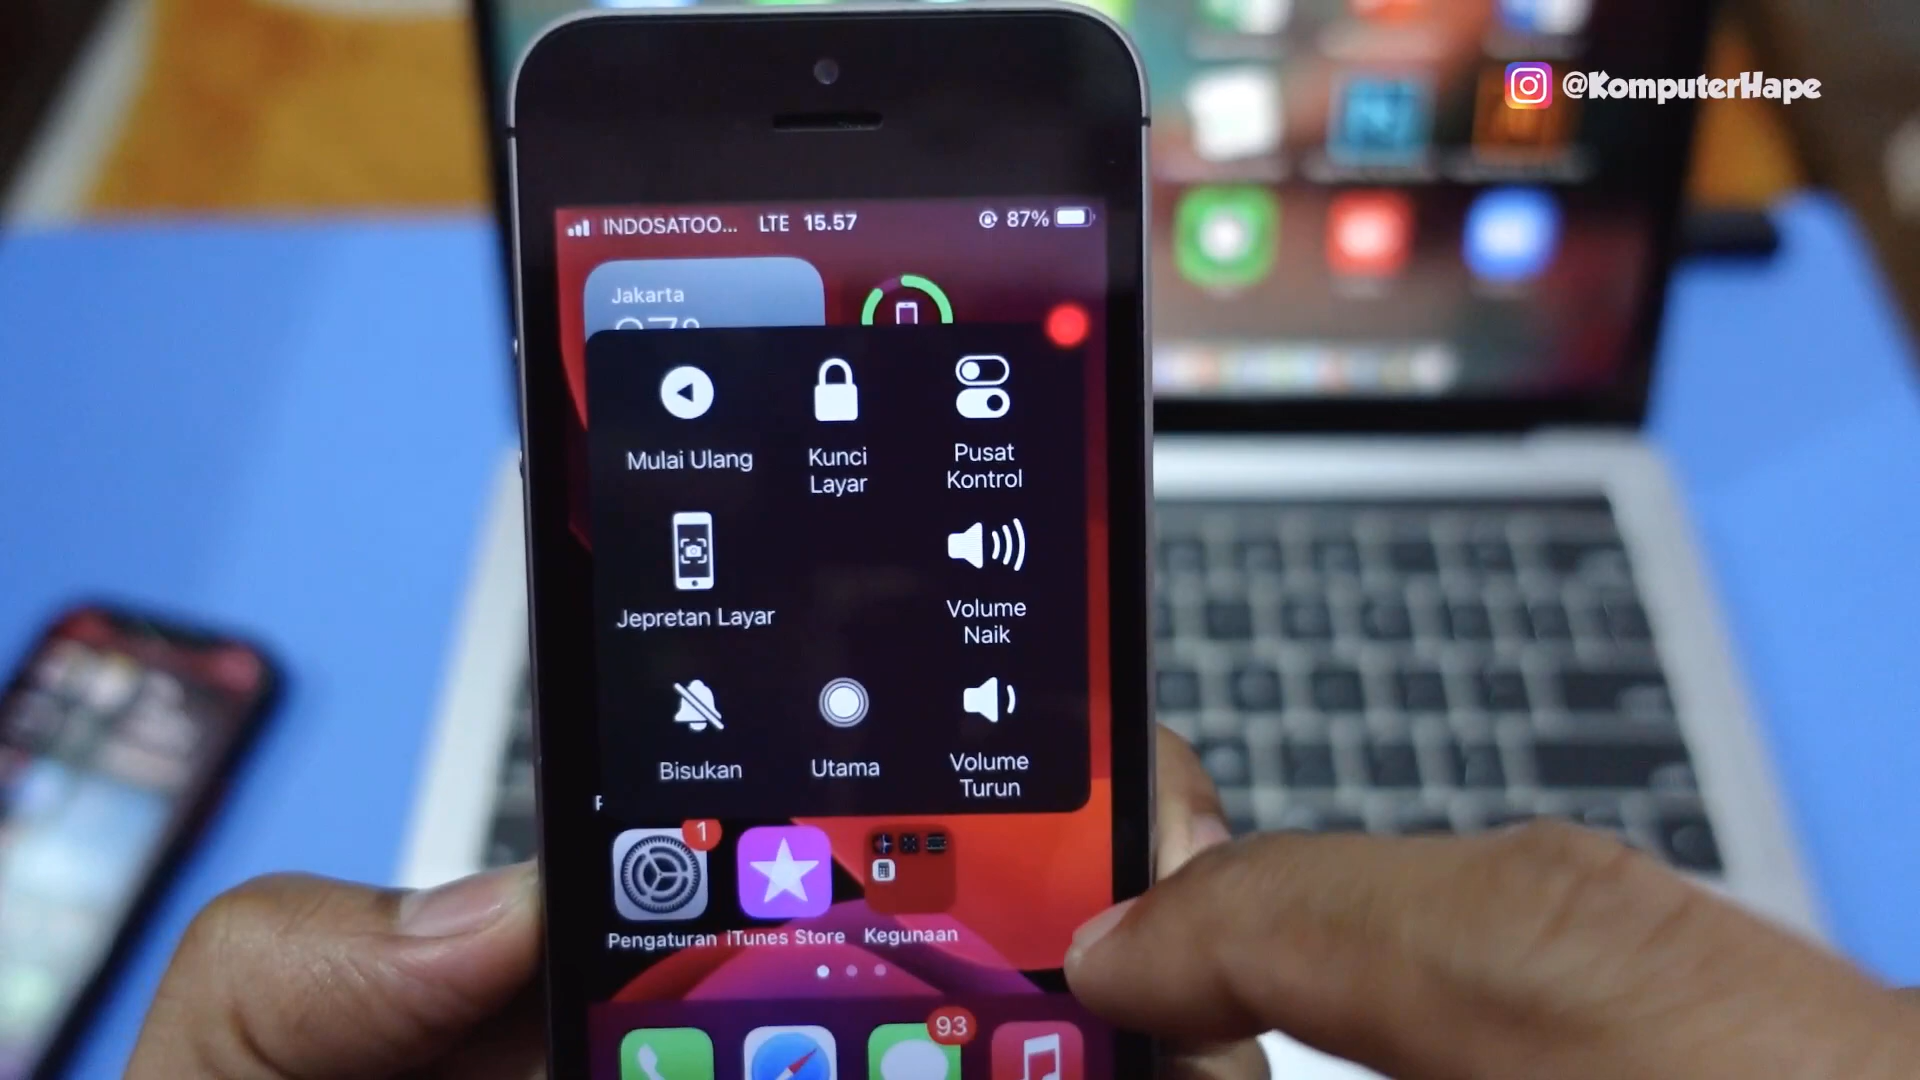 @KomputerHape
INDOSATOO... LTE 15.57
87%
Jakarta
Mulai Ulang
Kunci
Layar
Pusat
Kontrol
Jepretan Layar
Volume
Naik
Bisukan
Utama
Volume
Turun
1
Pengaturan
iTunes Store
Kegunaan
93